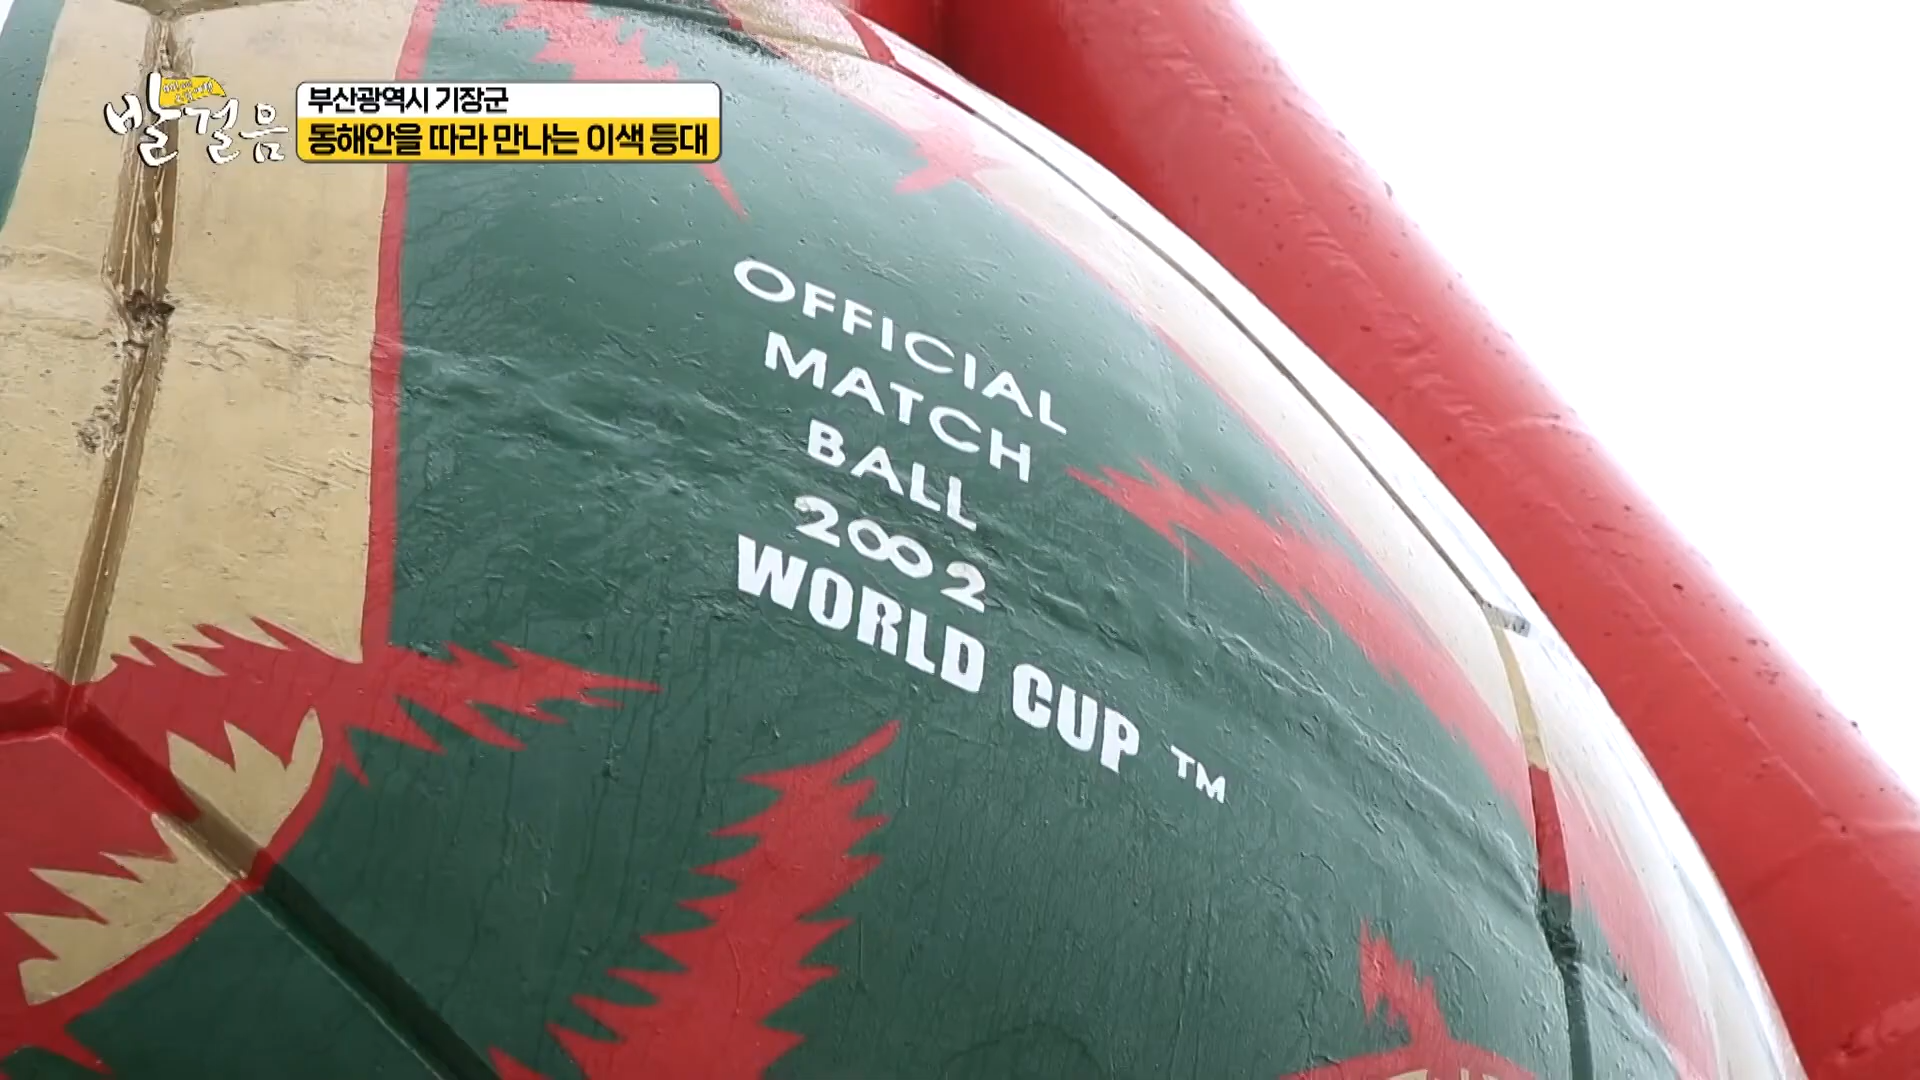 발걸음
부산광역시 기장군
동해안을 따라 만나는 이색 등대
OFFICIAL
MATCH
BALL
2002
WORLD CUP ™